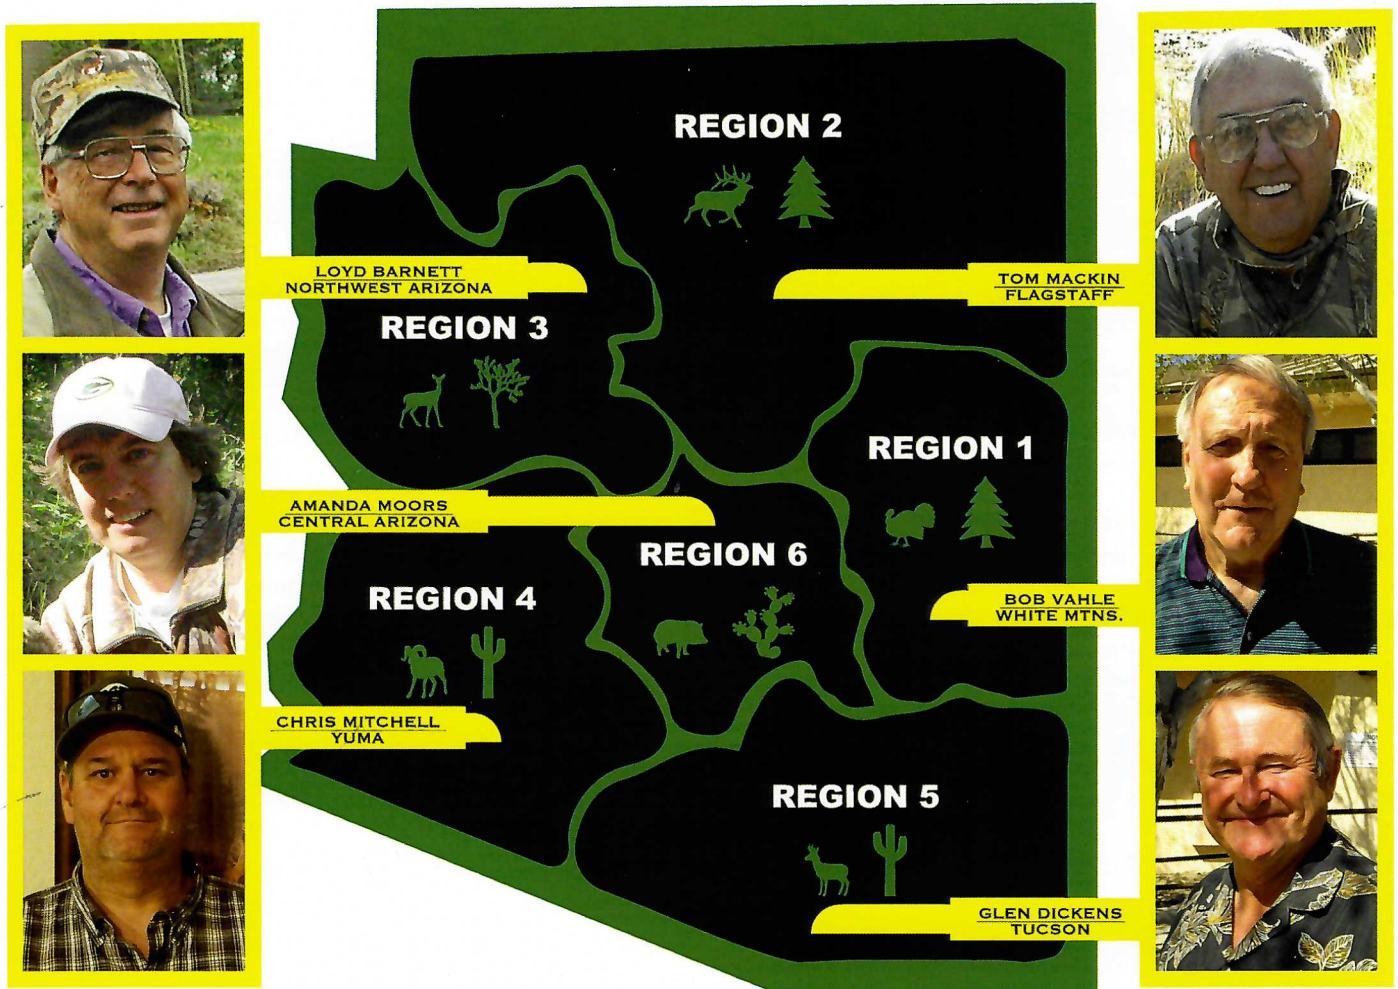 REGION 2
LOYD BARNETT
NORTHWEST ARIZONA
TOM MACKIN
FLAGSTAFF
REGION 3
REGION 1
AMANDA MOORS
CENTRAL ARIZONA
REGION 6
REGION 4
BOB VAHLE
WHITE MTNS.
CHRIS MITCHELL
YUMA
REGION 5
GLEN DICKENS
TUCSON